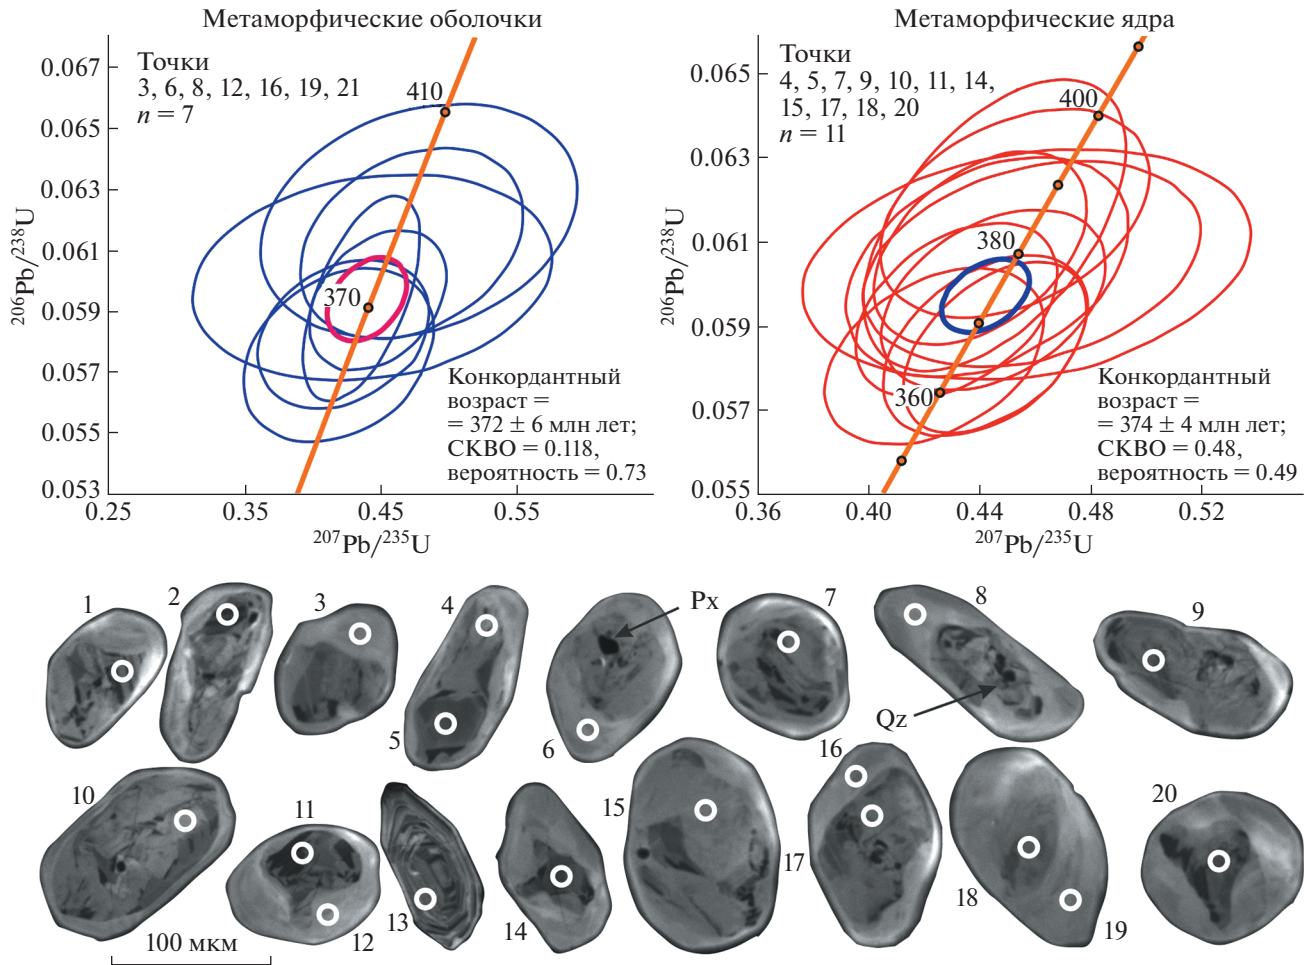 Метаморфические оболочки
Точки
3, 6, 8, 12, 16, 19, 21
n = 7
410
370
0.067
0.065
0.063
0.061
0.059
0.057
0.055
0.053
²⁰⁶Pb/²³⁸U
Конкордантный
возраст =
= 372 ± 6 млн лет;
СКВО = 0.118,
вероятность = 0.73
0.25
0.35
0.45
0.55
²⁰⁷Pb/²³⁵U
Метаморфические ядра
Точки
4, 5, 7, 9, 10, 11, 14,
15, 17, 18, 20
n = 11
400
380
360
0.065
0.063
0.061
0.059
0.057
0.055
²⁰⁶Pb/²³⁸U
Конкордантный
возраст =
= 374 ± 4 млн лет;
СКВО = 0.48,
вероятность = 0.49
0.36
0.40
0.44
0.48
0.52
²⁰⁷Pb/²³⁵U
1
2
3
4
5
6
Px
7
8
Qz
9
10
11
12
13
14
15
16
17
18
19
20
100 мкм